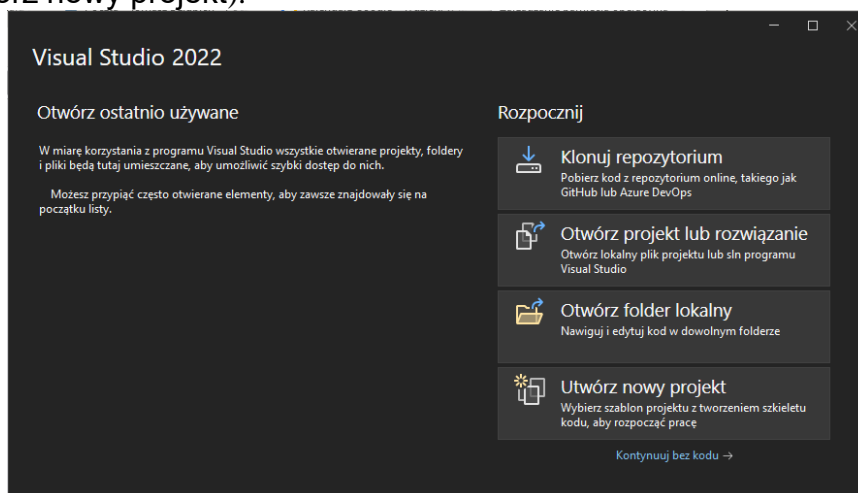 rz nowy projekt).
Visual Studio 2022
Otwórz ostatnio używane
W miarę korzystania z programu Visual Studio wszystkie otwierane projekty, foldery
i pliki będą tutaj umieszczane, aby umożliwić szybki dostęp do nich.
Możesz przypiąć często otwierane elementy, aby zawsze znajdowały się na
początku listy.
Rozpocznij
Klonuj repozytorium
Pobierz kod z repozytorium online, takiego jak
GitHub lub Azure DevOps
Otwórz projekt lub rozwiązanie
Otwórz lokalny plik projektu lub sln programu
Visual Studio
Otwórz folder lokalny
Nawiguj i edytuj kod w dowolnym folderze
Utwórz nowy projekt
Wybierz szablon projektu z tworzeniem szkieletu
kodu, aby rozpocząć pracę
Kontynuuj bez kodu →